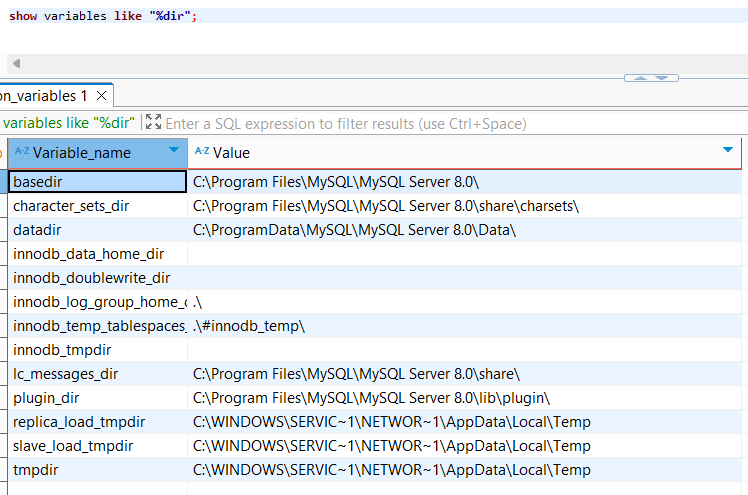 show variables like "%dir";
on_variables 1
variables like "%dir" Enter a SQL expression to filter results (use Ctrl+Space)
A-Z Variable_name A-Z Value
basedir C:\Program Files\MySQL\MySQL Server 8.0\
character_sets_dir C:\Program Files\MySQL\MySQL Server 8.0\share\charsets\
datadir C:\ProgramData\MySQL\MySQL Server 8.0\Data\
innodb_data_home_dir
innodb_doublewrite_dir
innodb_log_group_home_d .\
innodb_temp_tablespaces_ .\#innodb_temp\
innodb_tmpdir
lc_messages_dir C:\Program Files\MySQL\MySQL Server 8.0\share\
plugin_dir C:\Program Files\MySQL\MySQL Server 8.0\lib\plugin\
replica_load_tmpdir C:\WINDOWS\SERVIC~1\NETWOR~1\AppData\Local\Temp
slave_load_tmpdir C:\WINDOWS\SERVIC~1\NETWOR~1\AppData\Local\Temp
tmpdir C:\WINDOWS\SERVIC~1\NETWOR~1\AppData\Local\Temp